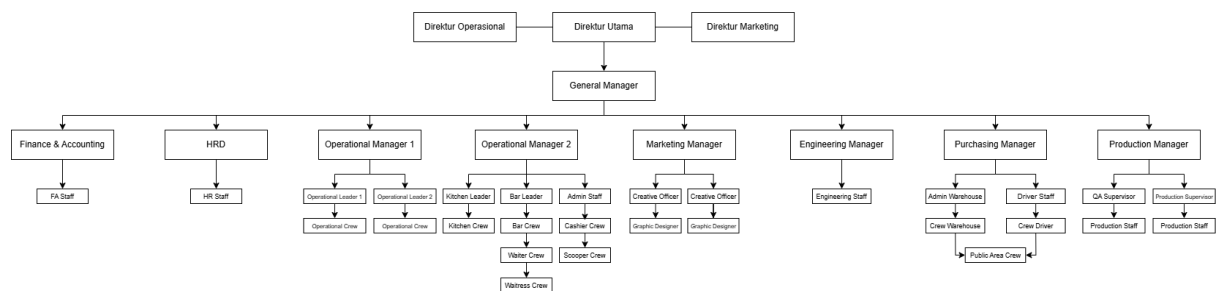 Direktur Operasional
Direktur Utama
Direktur Marketing
General Manager
Finance & Accounting
HRD
Operational Manager 1
Operational Manager 2
Marketing Manager
Engineering Manager
Purchasing Manager
Production Manager
FA Staff
HR Staff
Operational Leader 1
Operational Leader 2
Kitchen Leader
Bar Leader
Admin Staff
Creative Officer
Creative Officer
Engineering Staff
Admin Warehouse
Driver Staff
QA Supervisor
Production Supervisor
Operational Crew
Operational Crew
Kitchen Crew
Bar Crew
Cashier Crew
Graphic Designer
Graphic Designer
Crew Warehouse
Crew Driver
Production Staff
Production Staff
Waiter Crew
Scooper Crew
Public Area Crew
Waitress Crew